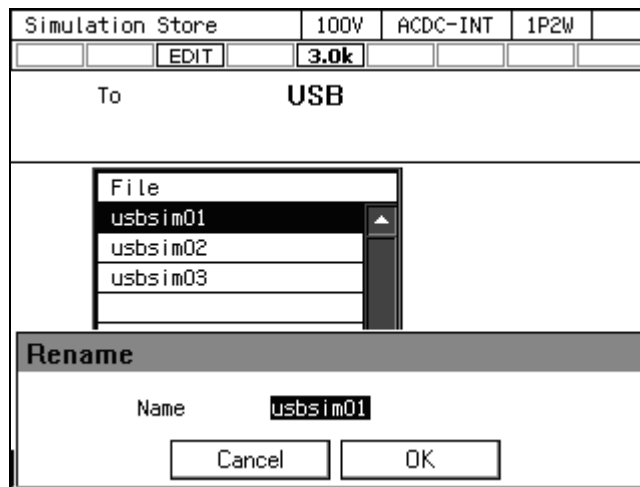 Simulation Store 100V ACDC-INT 1P2W
EDIT 3.0k
To USB
File
usbsim01
usbsim02
usbsim03
Rename
Name usbsim01
Cancel OK